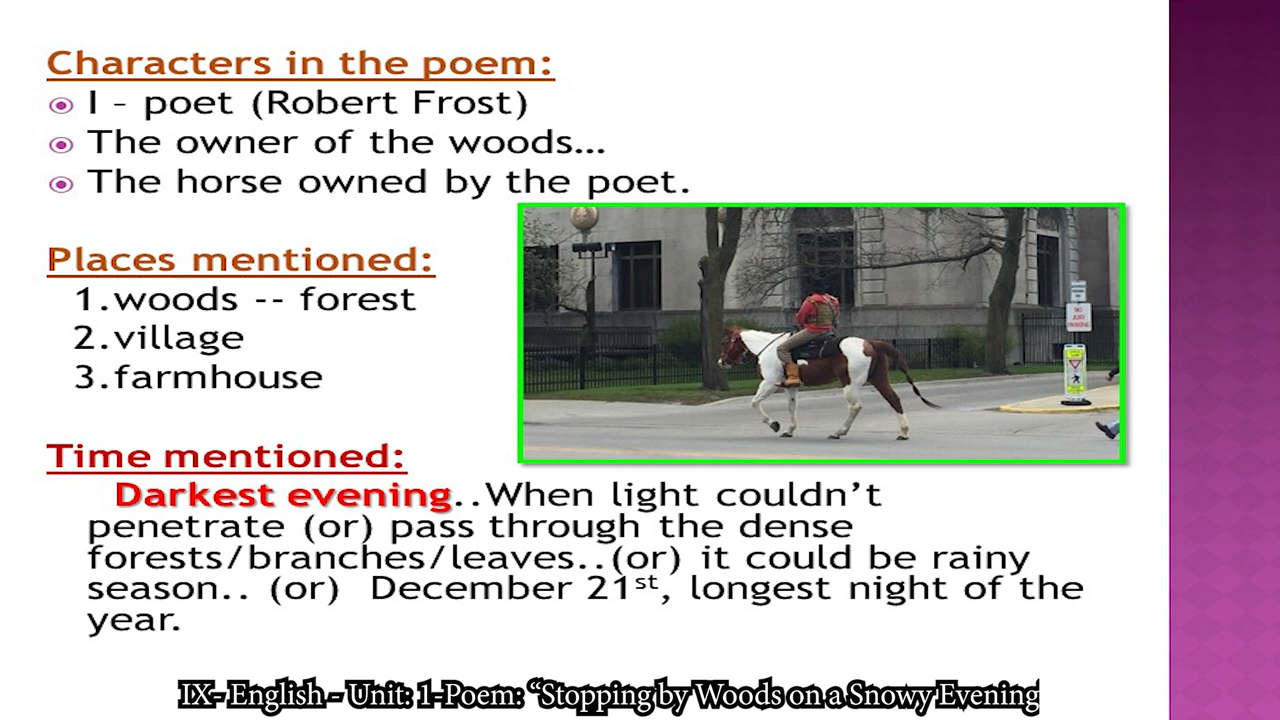 Characters in the poem:
I - poet (Robert Frost)
The owner of the woods…
The horse owned by the poet.
Places mentioned:
1.woods -- forest
2.village
3.farmhouse
Time mentioned:
Darkest evening..When light couldn’t
penetrate (or) pass through the dense
forests/branches/leaves..(or) it could be rainy
season.. (or) December 21st, longest night of the
year.
IX- English - Unit: 1-Poem: “Stopping by Woods on a Snowy Evening